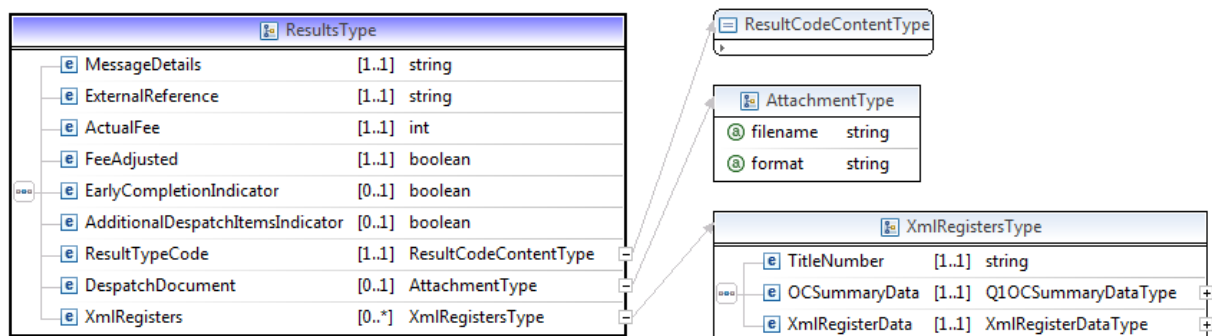 ResultsType
e MessageDetails [1..1] string
e ExternalReference [1..1] string
e ActualFee [1..1] int
e FeeAdjusted [1..1] boolean
e EarlyCompletionIndicator [0..1] boolean
e AdditionalDespatchItemsIndicator [0..1] boolean
e ResultTypeCode [1..1] ResultCodeContentType
e DespatchDocument [0..1] AttachmentType
e XmlRegisters [0..*] XmlRegistersType
ResultCodeContentType
AttachmentType
a filename string
a format string
XmlRegistersType
e TitleNumber [1..1] string
e OCSummaryData [1..1] Q1OCSummaryDataType
e XmlRegisterData [1..1] XmlRegisterDataType